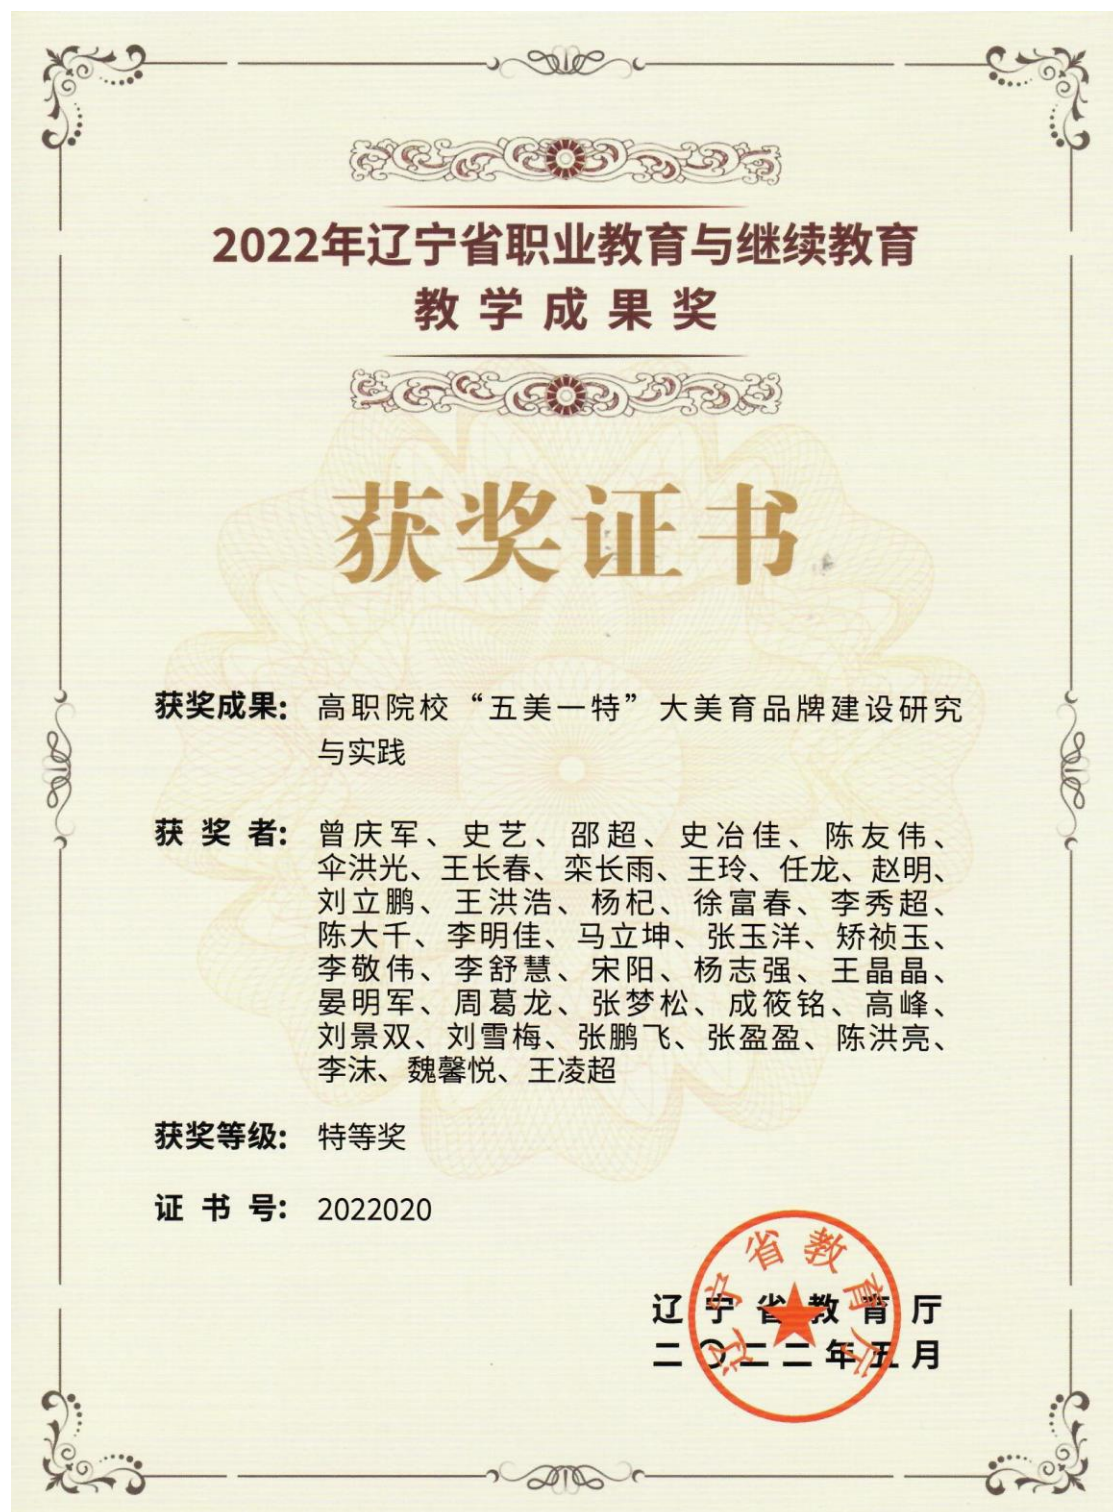 2022年辽宁省职业教育与继续教育
教学成果奖
获奖证书
获奖成果: 高职院校“五美一特”大美育品牌建设研究
与实践
获奖者: 曾庆军、史艺、邵超、史冶佳、陈友伟、
伞洪光、王长春、栾长雨、王玲、任龙、赵明、
刘立鹏、王洪浩、杨杞、徐富春、李秀超、
陈大千、李明佳、马立坤、张玉洋、矫祯玉、
李敬伟、李舒慧、宋阳、杨志强、王晶晶、
晏明军、周葛龙、张梦松、成筱铭、高峰、
刘景双、刘雪梅、张鹏飞、张盈盈、陈洪亮、
李沫、魏馨悦、王凌超
获奖等级: 特等奖
证书号: 2022020
辽宁省教育厅
辽宁省教育厅
二〇二二年五月